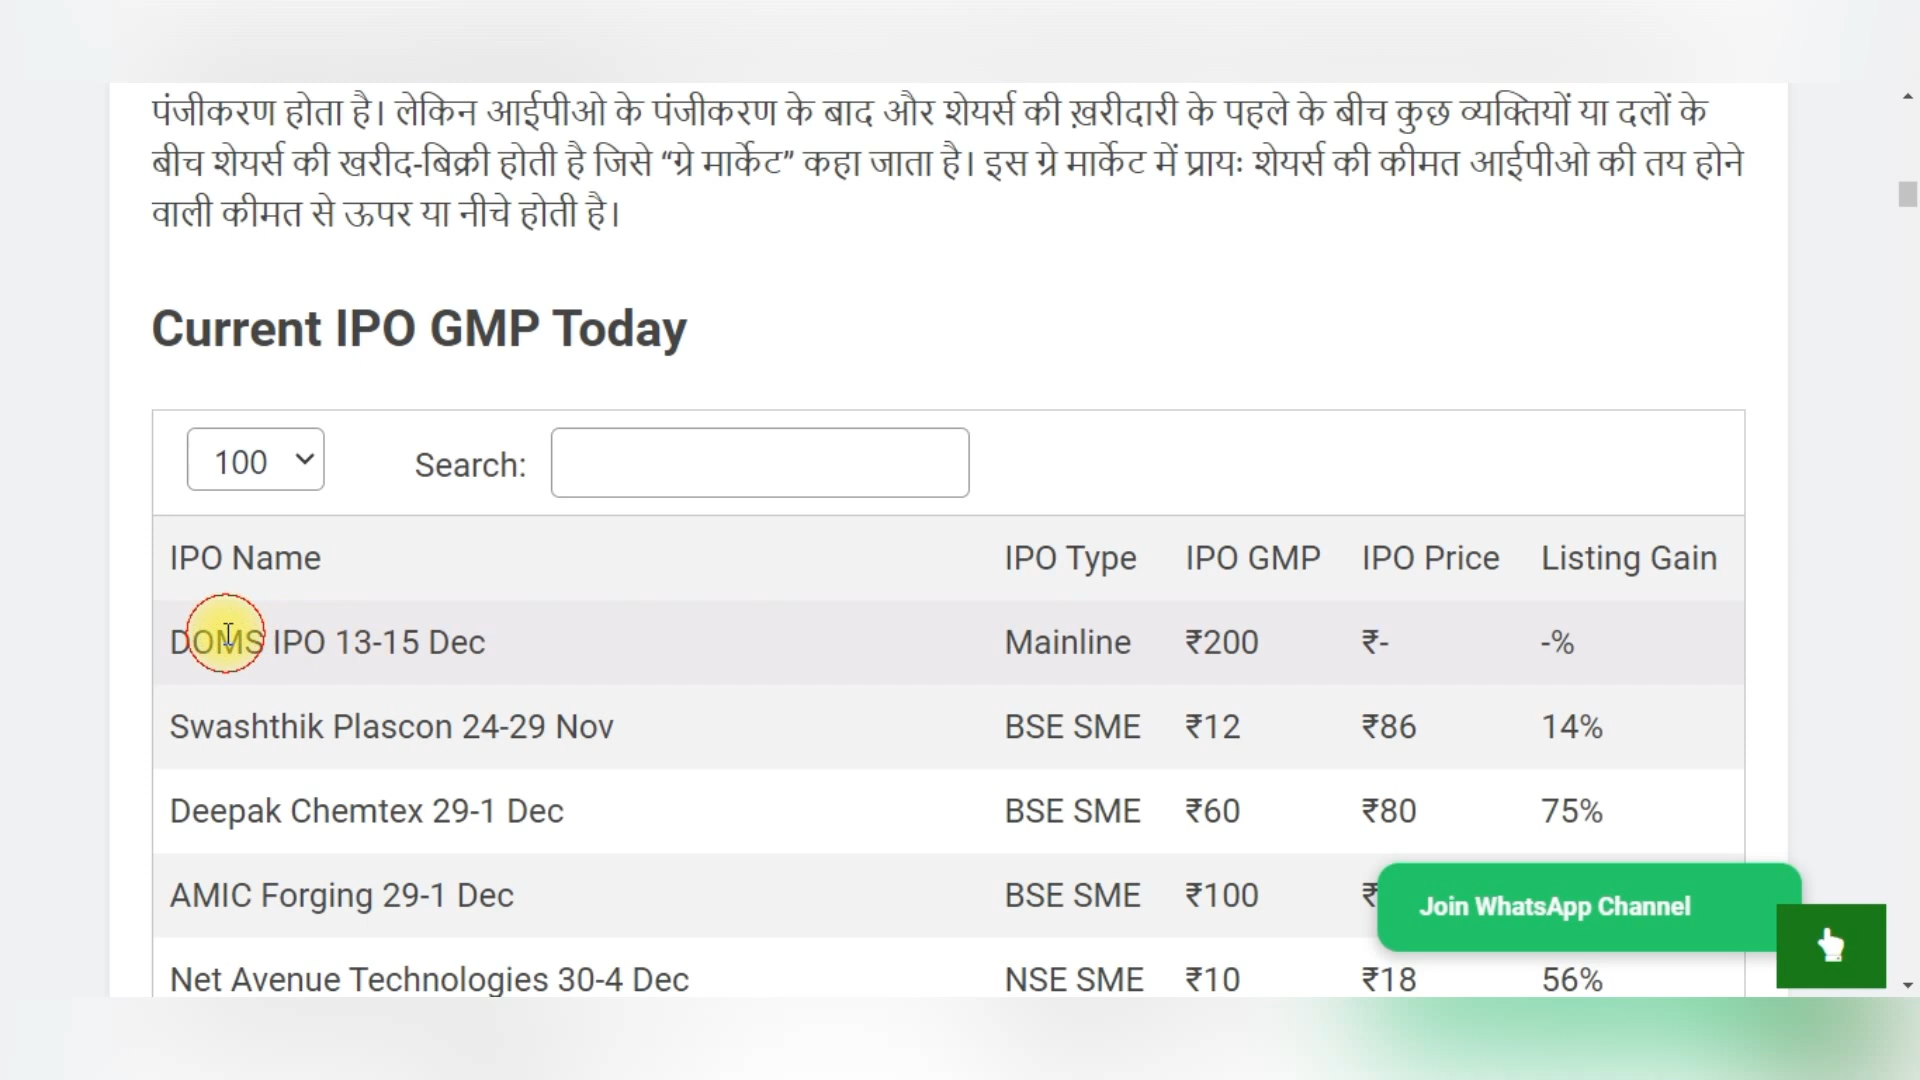 पंजीकरण होता है। लेकिन आईपीओ के पंजीकरण के बाद और शेयर्स की ख़रीदारी के पहले के बीच कुछ व्यक्तियों या दलों के
बीच शेयर्स की खरीद-बिक्री होती है जिसे “ग्रे मार्केट” कहा जाता है। इस ग्रे मार्केट में प्रायः शेयर्स की कीमत आईपीओ की तय होने
वाली कीमत से ऊपर या नीचे होती है।
Current IPO GMP Today
100 Search:
IPO Name IPO Type IPO GMP IPO Price Listing Gain
DOMS IPO 13-15 Dec Mainline ₹200 ₹- -%
Swashthik Plascon 24-29 Nov BSE SME ₹12 ₹86 14%
Deepak Chemtex 29-1 Dec BSE SME ₹60 ₹80 75%
AMIC Forging 29-1 Dec BSE SME ₹100 ₹
Join WhatsApp Channel
Net Avenue Technologies 30-4 Dec NSE SME ₹10 ₹18 56%